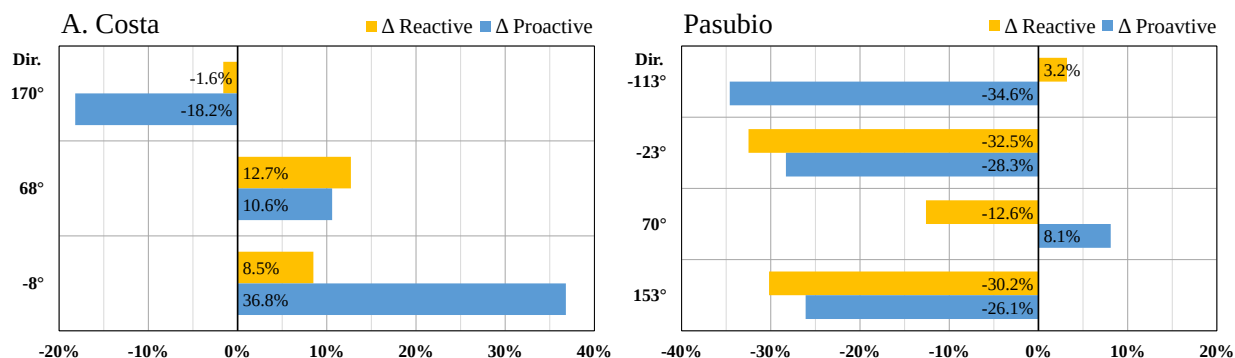 A. Costa
Δ Reactive Δ Proactive
Dir.
170°
-1.6%
-18.2%
68°
12.7%
10.6%
-8°
8.5%
36.8%
-20% -10% 0% 10% 20% 30% 40%
Pasubio
Δ Reactive Δ Proavtive
Dir.
-113°
3.2%
-34.6%
-23°
-32.5%
-28.3%
70°
-12.6%
8.1%
153°
-30.2%
-26.1%
-40% -30% -20% -10% 0% 10% 20%